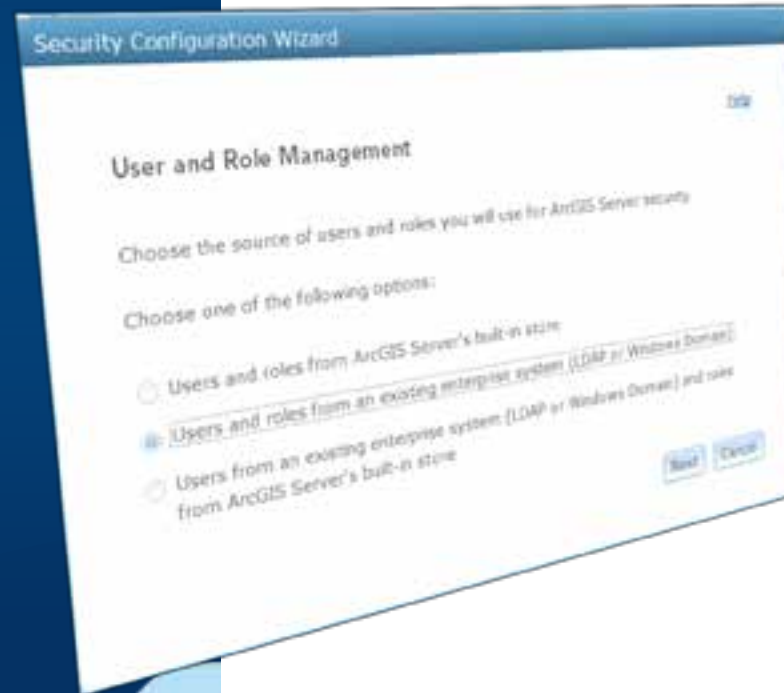 Security Configuration Wizard
Help
User and Role Management
Choose the source of users and roles you will use for ArcGIS Server security
Choose one of the following options:
Users and roles from ArcGIS Server's built-in store
Users and roles from an existing enterprise system (LDAP or Windows Domain)
Users from an existing enterprise system (LDAP or Windows Domain) and roles
from ArcGIS Server's built-in store
Next Cancel